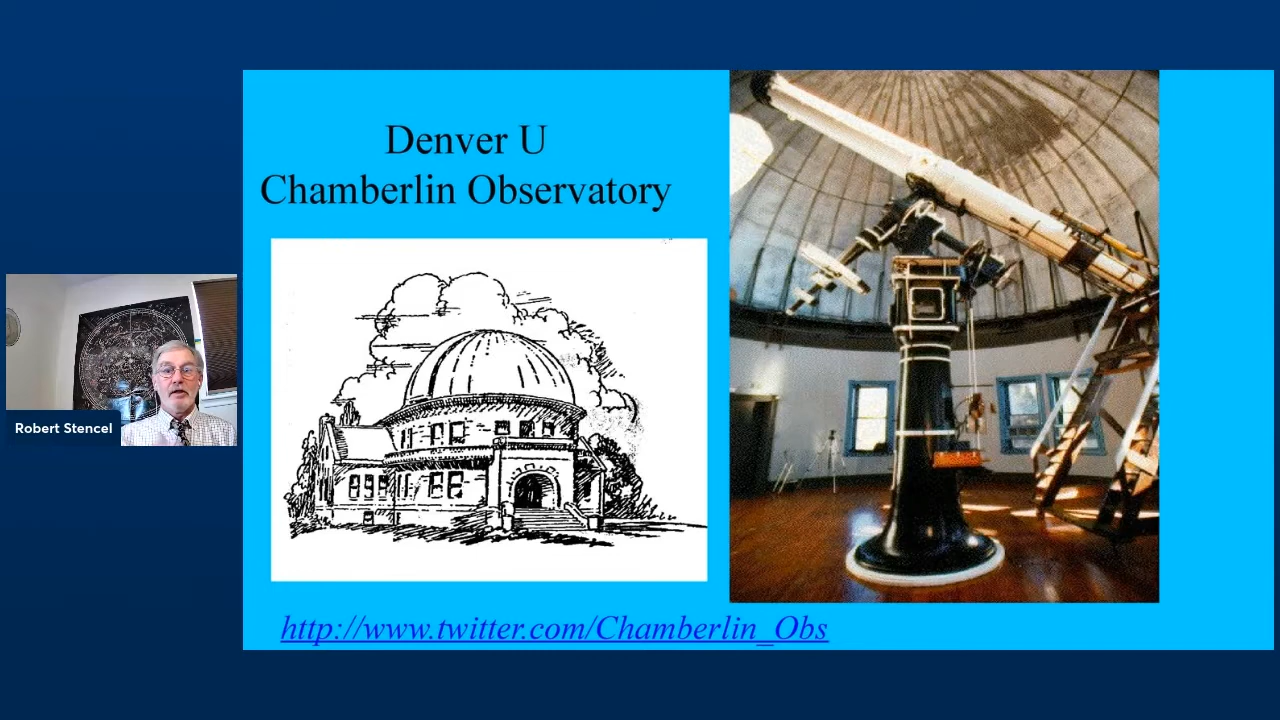 Denver U
Chamberlin Observatory
Robert Stencel
http://www.twitter.com/Chamberlin_Obs